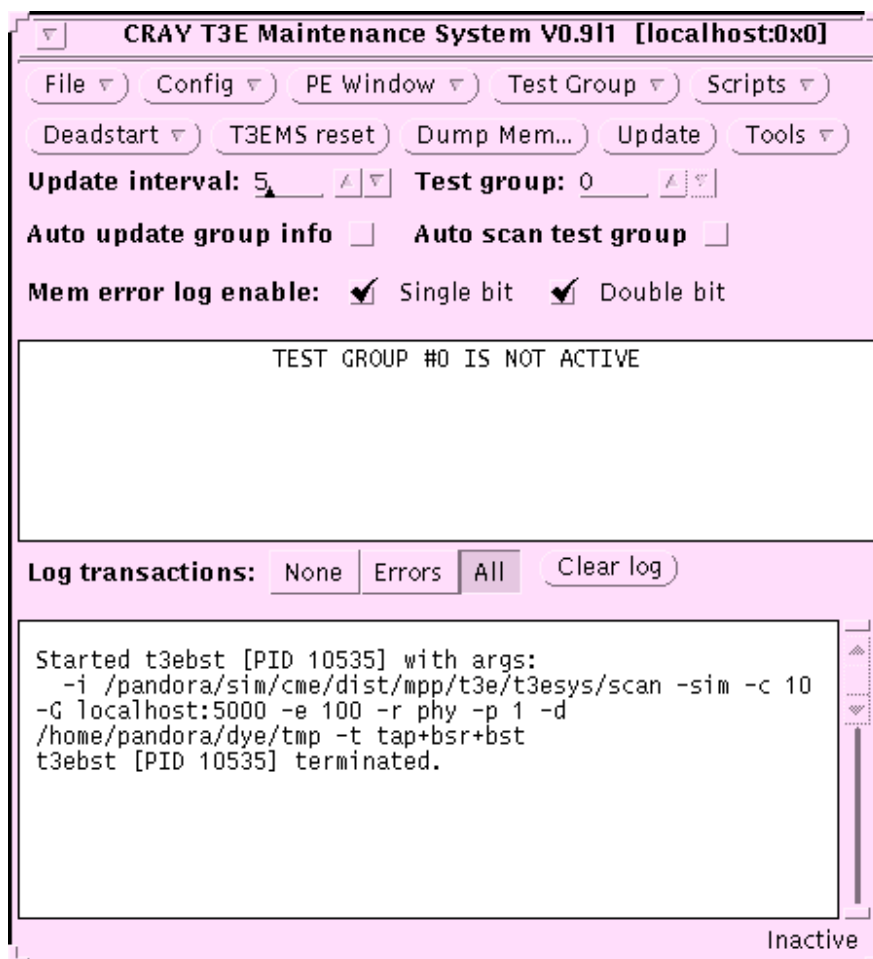 CRAY T3E Maintenance System V0.9l1 [localhost:0x0]
File Config PE Window Test Group Scripts
Deadstart T3EMS reset Dump Mem... Update Tools
Update interval: 5 Test group: 0
Auto update group info Auto scan test group
Mem error log enable: Single bit Double bit
TEST GROUP #0 IS NOT ACTIVE
Log transactions: None Errors All Clear log
Started t3ebst [PID 10535] with args:
-i /pandora/sim/cme/dist/mpp/t3e/t3esys/scan -sim -c 10
-G localhost:5000 -e 100 -r phy -p 1 -d
/home/pandora/dye/tmp -t tap+bsr+bst
t3ebst [PID 10535] terminated.
Inactive